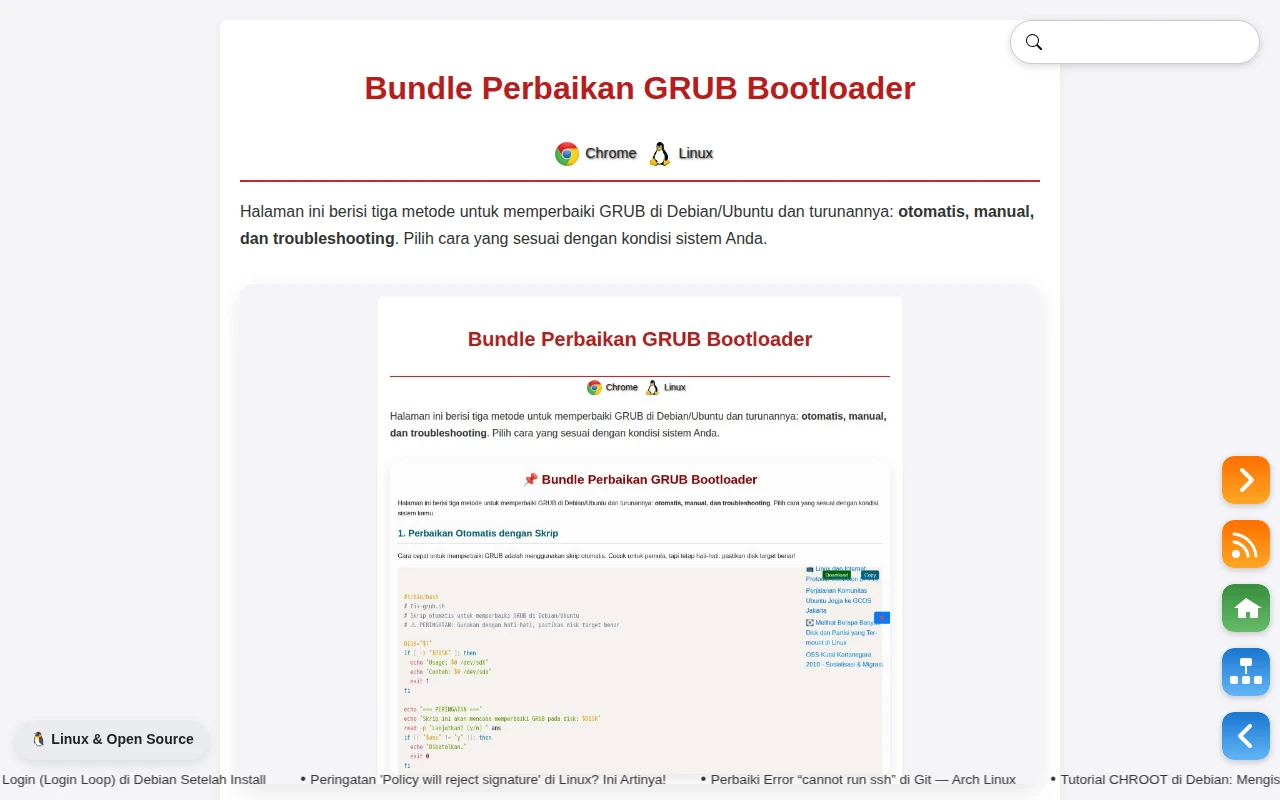 Bundle Perbaikan GRUB Bootloader
Chrome Linux
Halaman ini berisi tiga metode untuk memperbaiki GRUB di Debian/Ubuntu dan turunannya: otomatis, manual,
dan troubleshooting. Pilih cara yang sesuai dengan kondisi sistem Anda.
Bundle Perbaikan GRUB Bootloader
Chrome Linux
Halaman ini berisi tiga metode untuk memperbaiki GRUB di Debian/Ubuntu dan turunannya: otomatis, manual,
dan troubleshooting. Pilih cara yang sesuai dengan kondisi sistem Anda.
📌 Bundle Perbaikan GRUB Bootloader
Halaman ini berisi tiga metode untuk memperbaiki GRUB di Debian/Ubuntu dan turunannya: otomatis, manual, dan troubleshooting. Pilih cara yang sesuai dengan kondisi
sistem kamu.
1. Perbaikan Otomatis dengan Skrip
Cara cepat untuk memperbaiki GRUB adalah menggunakan skrip otomatis. Cocok untuk pemula, tapi tetap hati-hati: pastikan disk target benar!
Download Copy
Linux dan Internet
Perjalanan Komunitas
Ubuntu Jogja ke GCOS
Jakarta
Melihat Berapa Banyak
Disk dan Partisi yang Ter-
mount di Linux
OSS Kutai Kartanegara
2010 - Sosialisasi & Migrasi
#!/bin/bash
# fix-grub.sh
# Skrip otomatis untuk memperbaiki GRUB di Debian/Ubuntu
# ⚠ PERINGATAN: Gunakan dengan hati-hati, pastikan disk target benar
DISK="$1"
if [ -z "$DISK" ]; then
echo "Usage: $0 /dev/sdX"
echo "Contoh: $0 /dev/sda"
exit 1
fi
echo "=== PERINGATAN ==="
echo "Skrip ini akan mencoba memperbaiki GRUB pada disk: $DISK"
read -p "Lanjutkan? (y/n) " ans
if [[ "$ans" != "y" ]]; then
echo "Dibatalkan."
exit 0
fi
🐧 Linux & Open Source
Login (Login Loop) di Debian Setelah Install • Peringatan 'Policy will reject signature' di Linux? Ini Artinya! • Perbaiki Error “cannot run ssh” di Git — Arch Linux • Tutorial CHROOT di Debian: Mengis